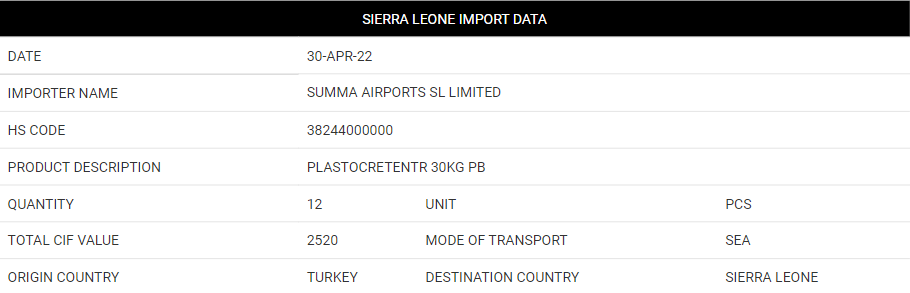 SIERRA LEONE IMPORT DATA
DATE 30-APR-22
IMPORTER NAME SUMMA AIRPORTS SL LIMITED
HS CODE 38244000000
PRODUCT DESCRIPTION PLASTOCRETENTR 30KG PB
QUANTITY 12 UNIT PCS
TOTAL CIF VALUE 2520 MODE OF TRANSPORT SEA
ORIGIN COUNTRY TURKEY DESTINATION COUNTRY SIERRA LEONE